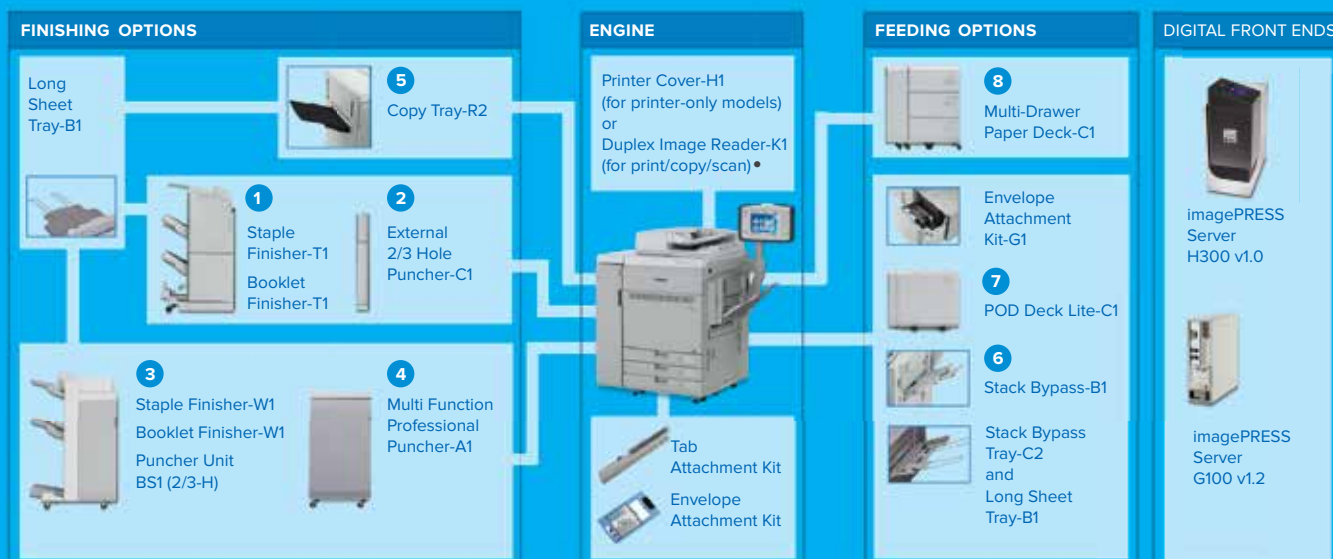 FINISHING OPTIONS
Long
Sheet
Tray-B1
5
Copy Tray-R2
1
Staple
Finisher-T1
Booklet
Finisher-T1
2
External
2/3 Hole
Puncher-C1
3
Staple Finisher-W1
Booklet Finisher-W1
Puncher Unit
BS1 (2/3-H)
4
Multi Function
Professional
Puncher-A1
ENGINE
Printer Cover-H1
(for printer-only models)
or
Duplex Image Reader-K1
(for print/copy/scan)•
Tab
Attachment Kit
Envelope
Attachment Kit
FEEDING OPTIONS
8
Multi-Drawer
Paper Deck-C1
Envelope
Attachment
Kit-G1
7
POD Deck Lite-C1
6
Stack Bypass-B1
Stack Bypass
Tray-C2
and
Long Sheet
Tray-B1
DIGITAL FRONT ENDS
imagePRESS
Server
H300 v1.0
imagePRESS
Server
G100 v1.2